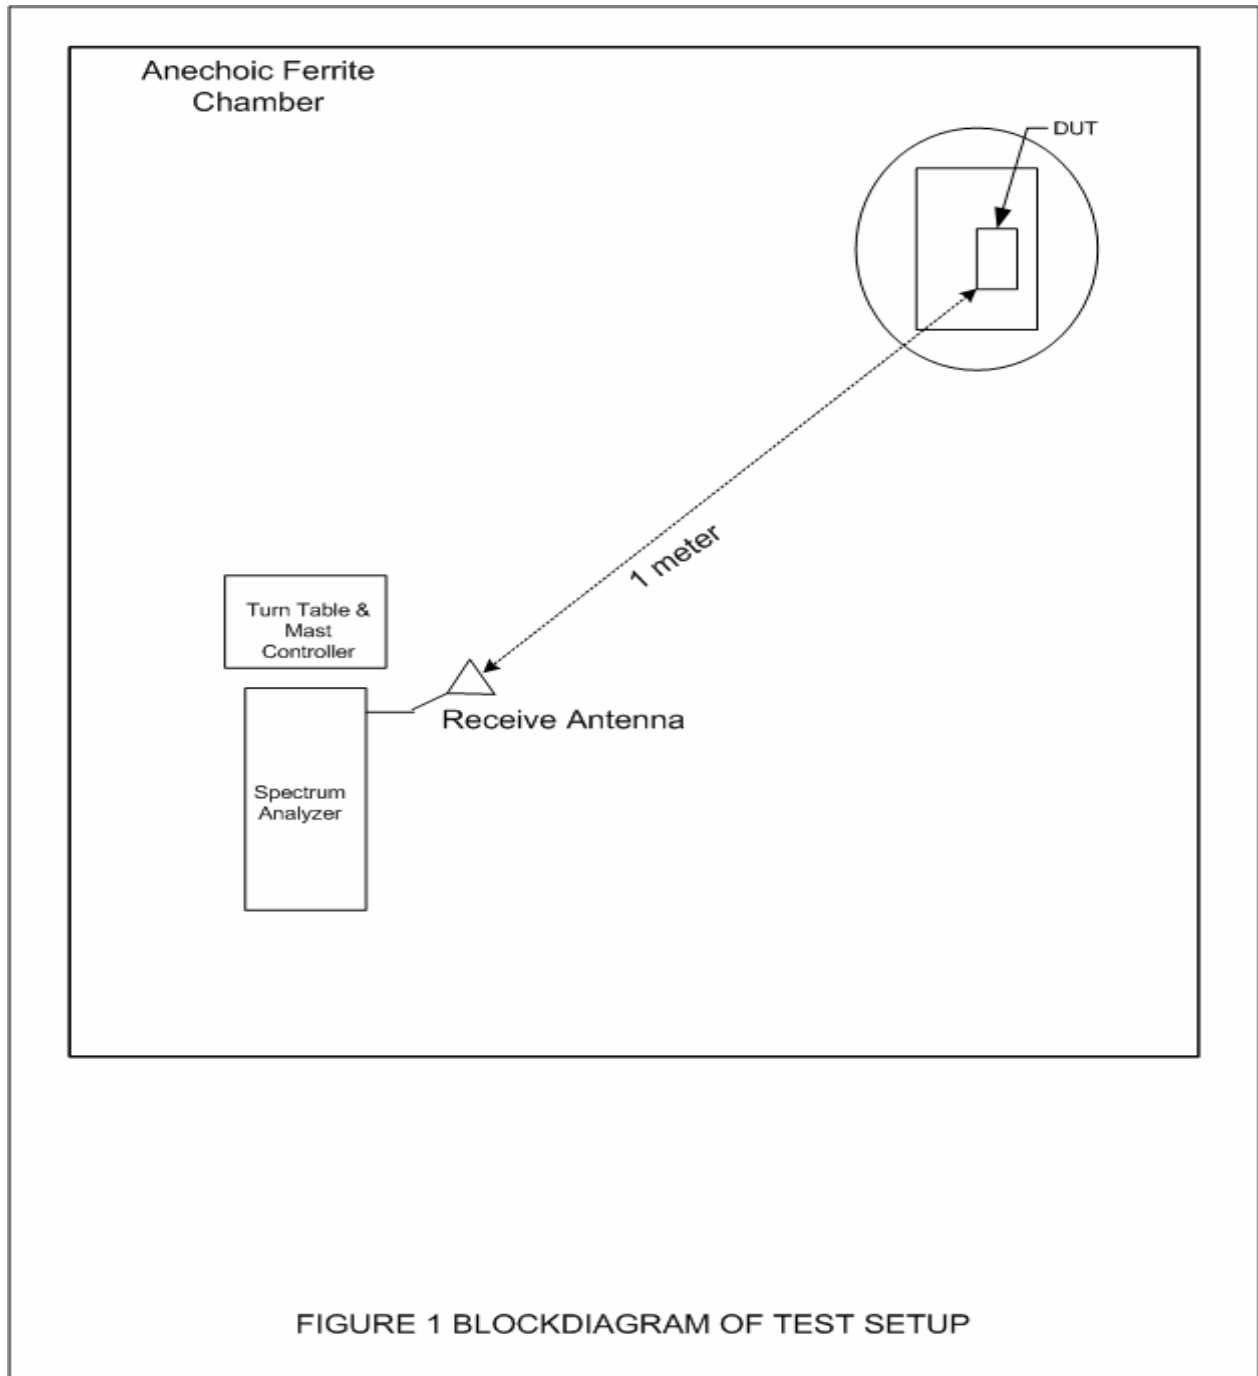 Anechoic Ferrite
Chamber
DUT
1 meter
Turn Table &
Mast
Controller
Receive Antenna
Spectrum
Analyzer
FIGURE 1 BLOCKDIAGRAM OF TEST SETUP